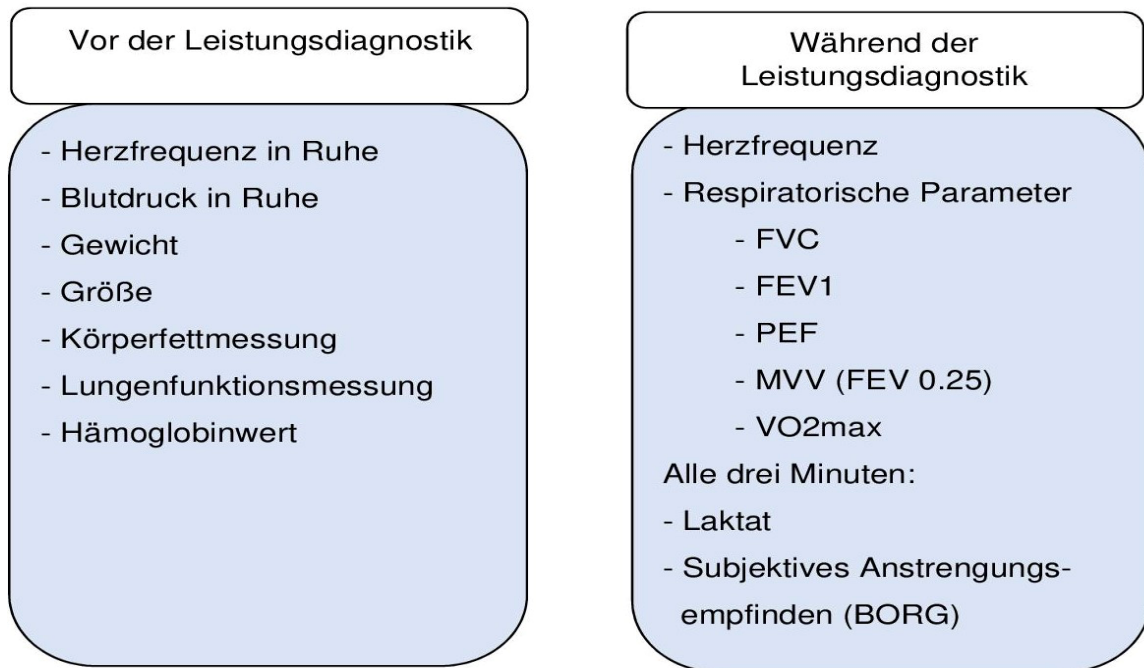 Vor der Leistungsdiagnostik
- Herzfrequenz in Ruhe
- Blutdruck in Ruhe
- Gewicht
- Größe
- Körperfettmessung
- Lungenfunktionsmessung
- Hämoglobinwert
Während der
Leistungsdiagnostik
- Herzfrequenz
- Respiratorische Parameter
- FVC
- FEV1
- PEF
- MVV (FEV 0.25)
- VO2max
Alle drei Minuten:
- Laktat
- Subjektives Anstrengungs-
empfinden (BORG)